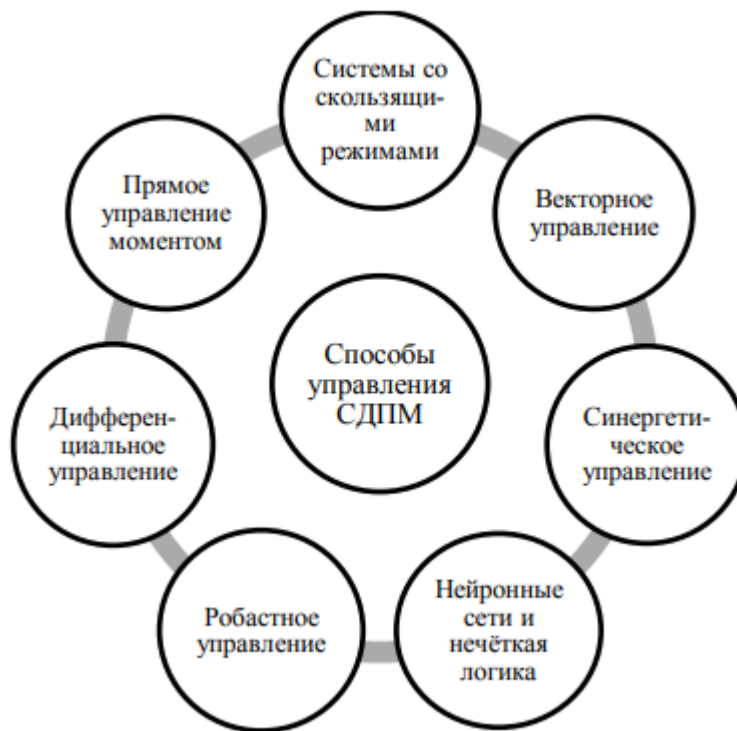 Системы со
скользящи-
ми
режимами
Векторное
управление
Синергети-
ческое
управление
Нейронные
сети и
нечёткая
логика
Робастное
управление
Дифферен-
циальное
управление
Прямое
управление
моментом
Способы
управления
СДПМ